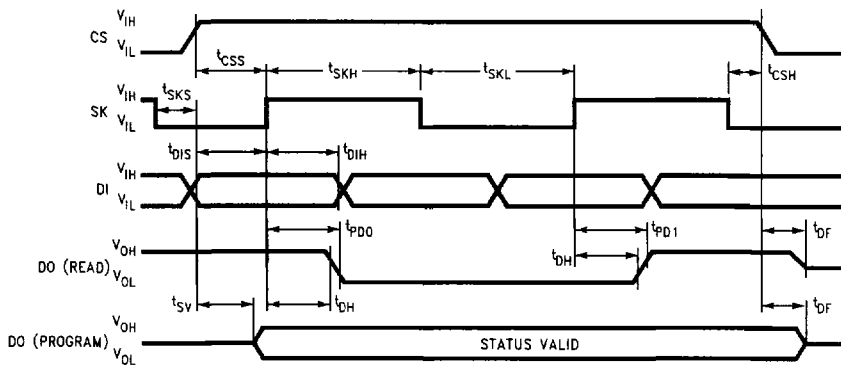 CS V_IH
V_IL
t_CSS t_SKH t_SKL t_CSH
t_SKS
SK V_IH
V_IL
t_DIS t_DIH
DI V_IH
V_IL
t_PD0 t_PD1 t_DF
DO (READ) V_OH
V_OL
t_DH
t_SV t_DH t_DF
DO (PROGRAM) V_OH
V_OL
STATUS VALID